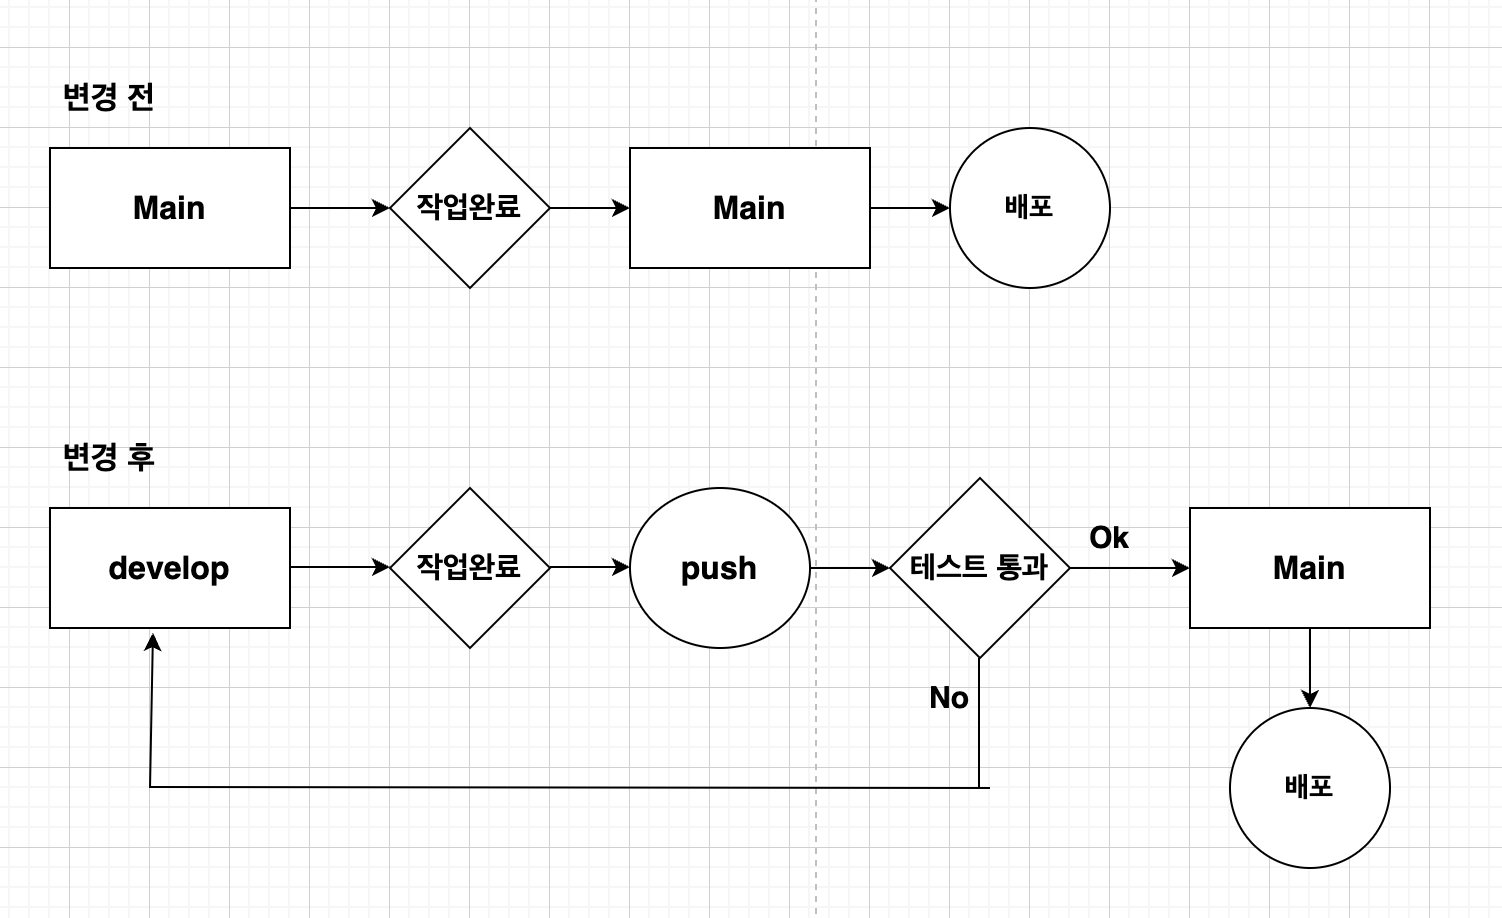 변경 전
Main
작업완료
Main
배포
변경 후
develop
작업완료
push
테스트 통과
Ok
Main
No
배포